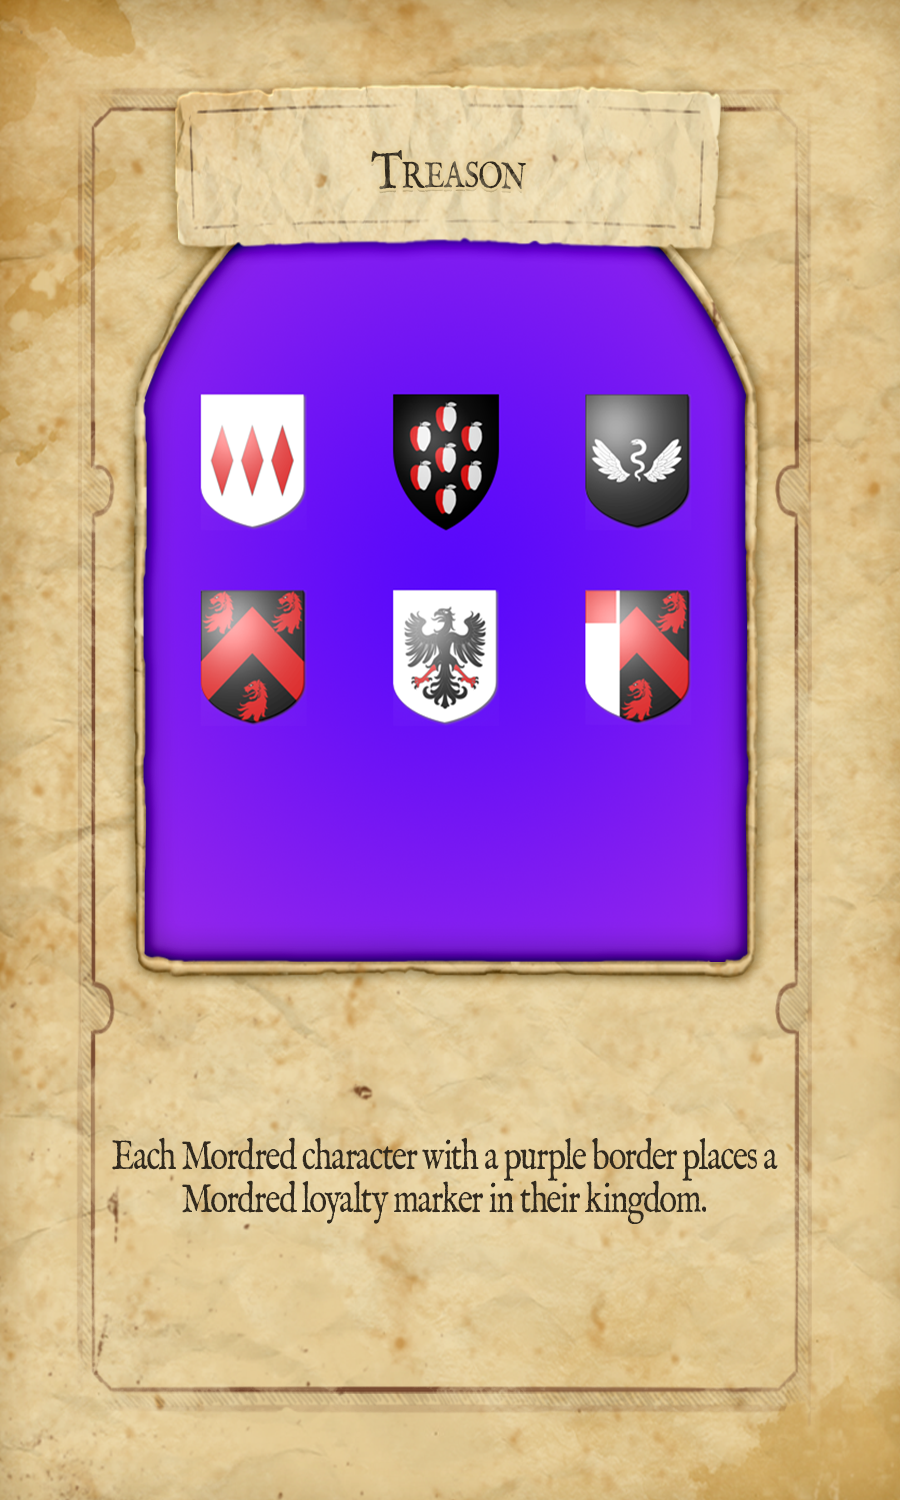 Treason
Each Mordred character with a purple border places a
Mordred loyalty marker in their kingdom.